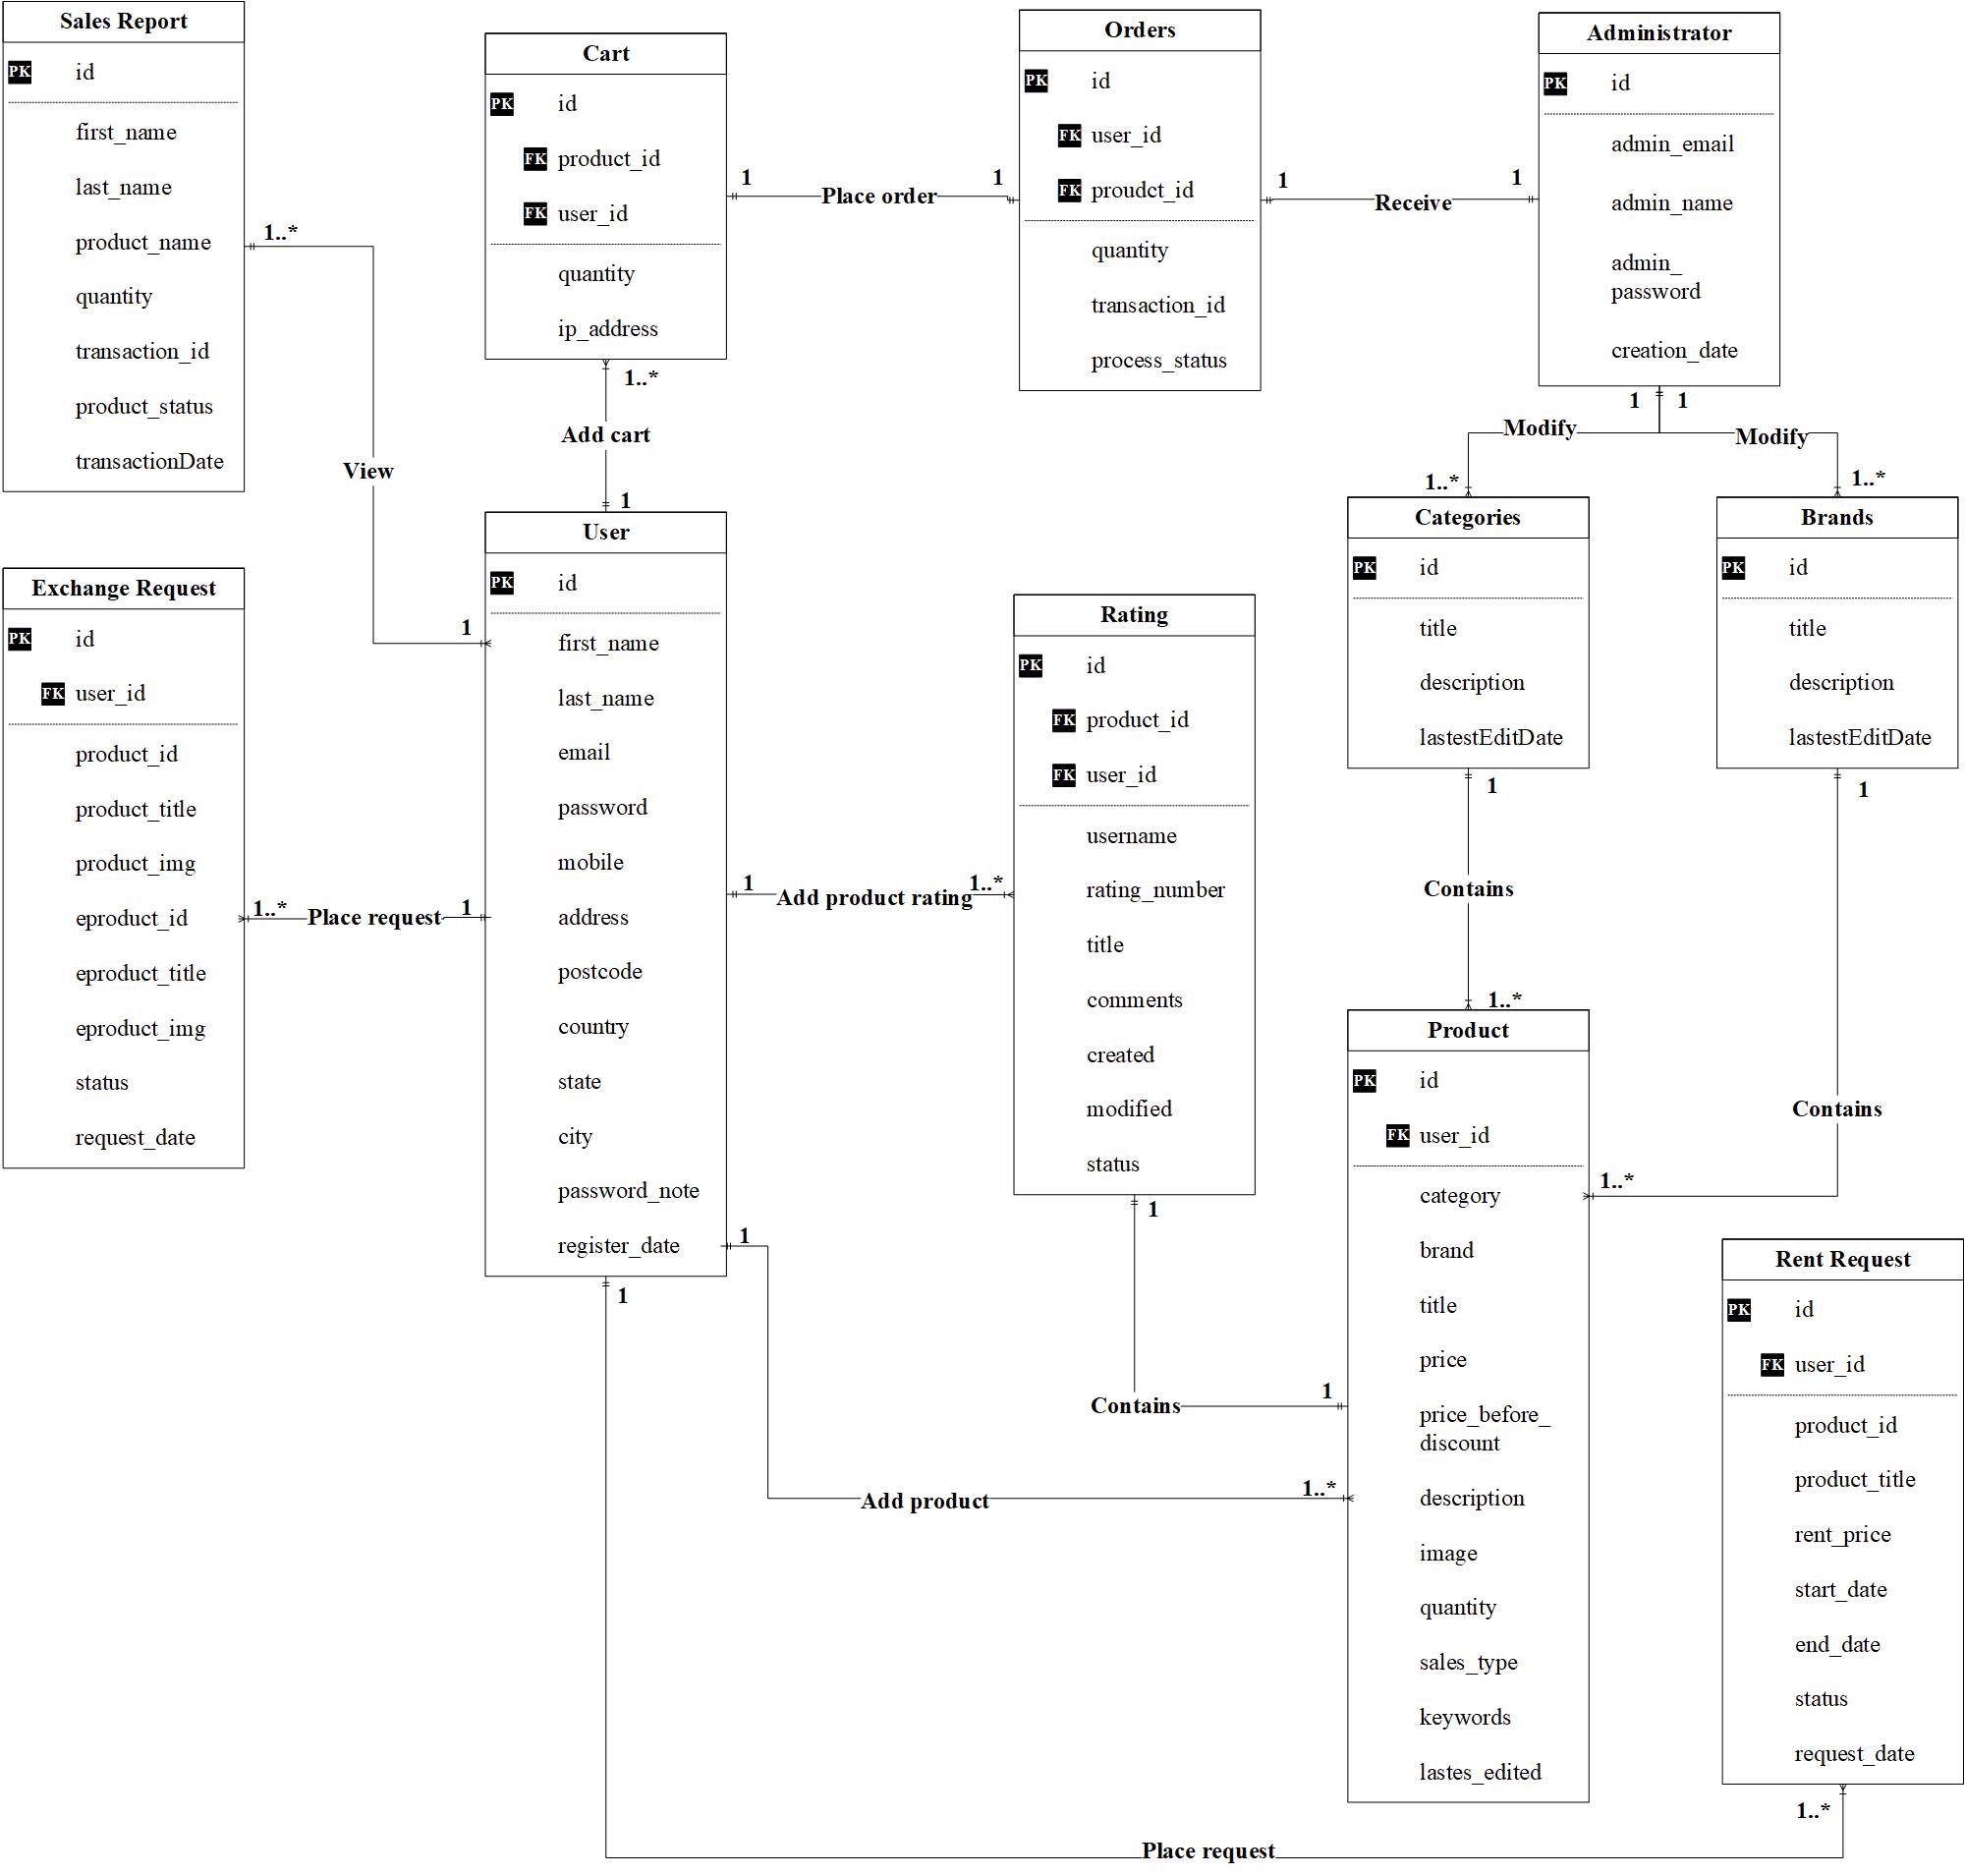 Sales Report
PK id
first_name
last_name
product_name
quantity
transaction_id
product_status
transactionDate
Cart
PK id
FK product_id
FK user_id
quantity
ip_address
Orders
PK id
FK user_id
FK proudct_id
quantity
transaction_id
process_status
Administrator
PK id
admin_email
admin_name
admin_
password
creation_date
1 Place order 1
1 Receive 1
1..*
View
1
1..*
Add cart
1
1 1
Modify Modify
1..* 1..*
Exchange Request
PK id
FK user_id
product_id
product_title
product_img
eproduct_id
eproduct_title
eproduct_img
status
request_date
1..* Place request 1
User
PK id
first_name
last_name
email
password
mobile
address
postcode
country
state
city
password_note
register_date
1 Add product rating 1..*
Rating
PK id
FK product_id
FK user_id
username
rating_number
title
comments
created
modified
status
Categories
PK id
title
description
lastestEditDate
Brands
PK id
title
description
lastestEditDate
1
Contains
1..*
1
Contains
1..*
Product
PK id
FK user_id
category
brand
title
price
price_before_
discount
description
image
quantity
sales_type
keywords
lastes_edited
1
Contains 1
1
Add product 1..*
Rent Request
PK id
FK user_id
product_id
product_title
rent_price
start_date
end_date
status
request_date
1
Place request
1..*